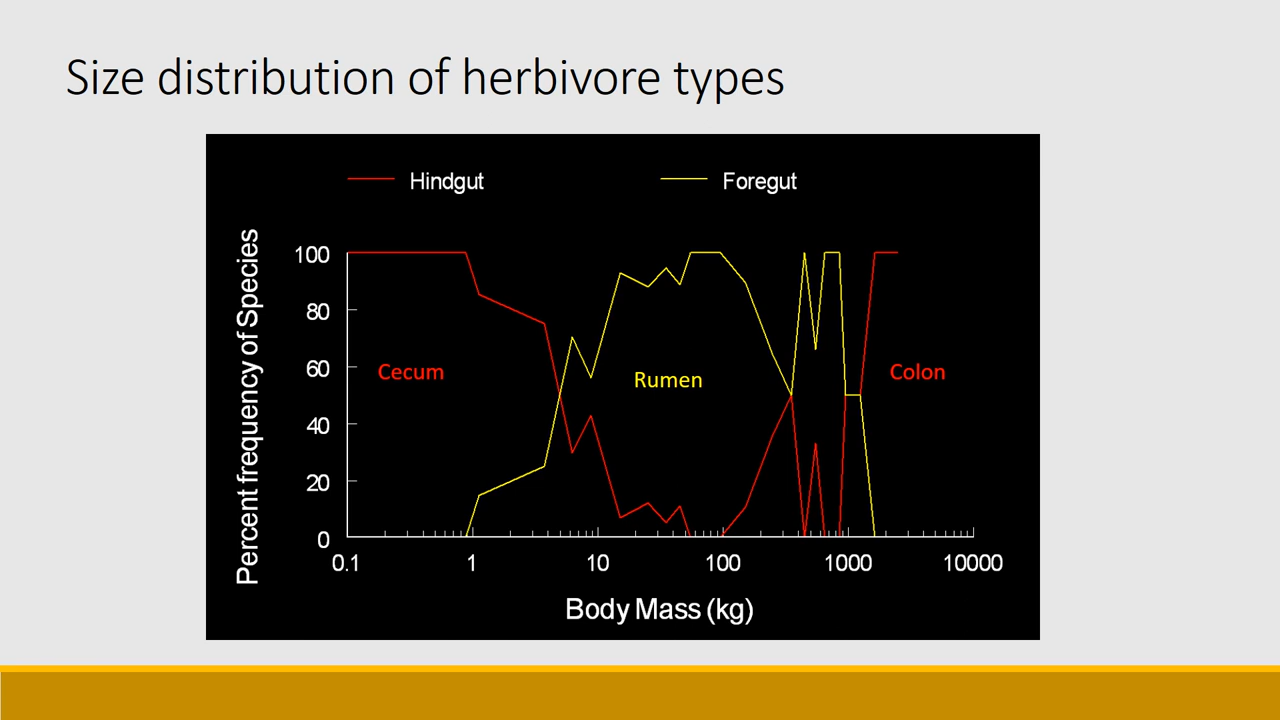 Size distribution of herbivore types
Hindgut
Foregut
Percent frequency of Species
100
80
60
40
20
0
Cecum
Rumen
Colon
0.1
1
10
100
1000
10000
Body Mass (kg)